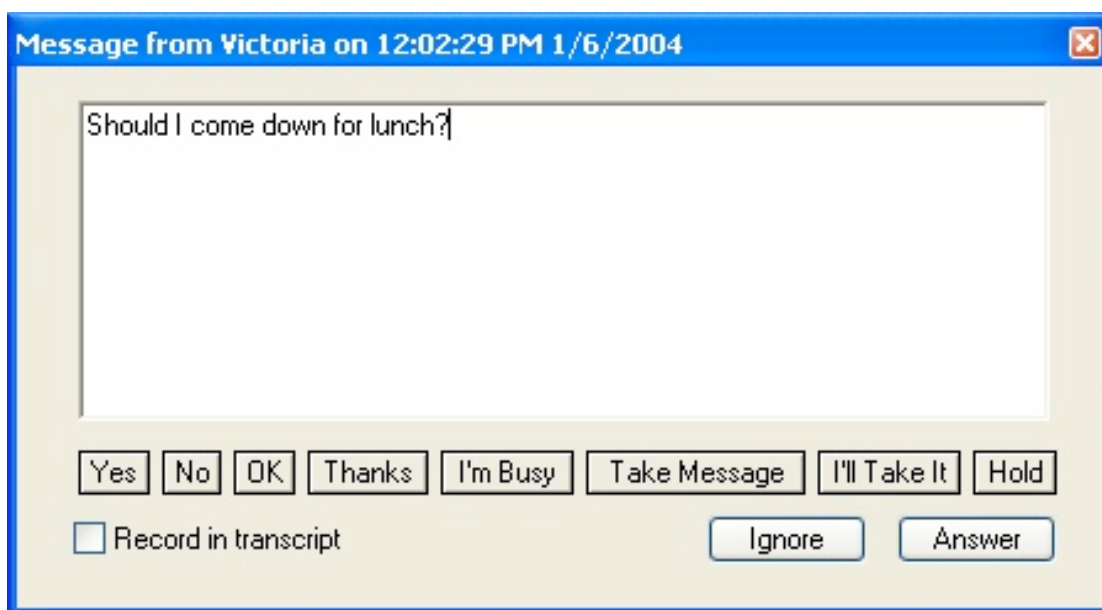 Message from Victoria on 12:02:29 PM 1/6/2004
Should I come down for lunch?
Yes No OK Thanks I'm Busy Take Message I'll Take It Hold
Record in transcript Ignore Answer